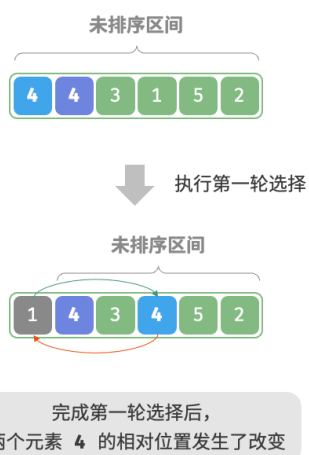 未排序区间
4 4 3 1 5 2
执行第一轮选择
未排序区间
1 4 3 4 5 2
完成第一轮选择后，
两个元素 4 的相对位置发生了改变